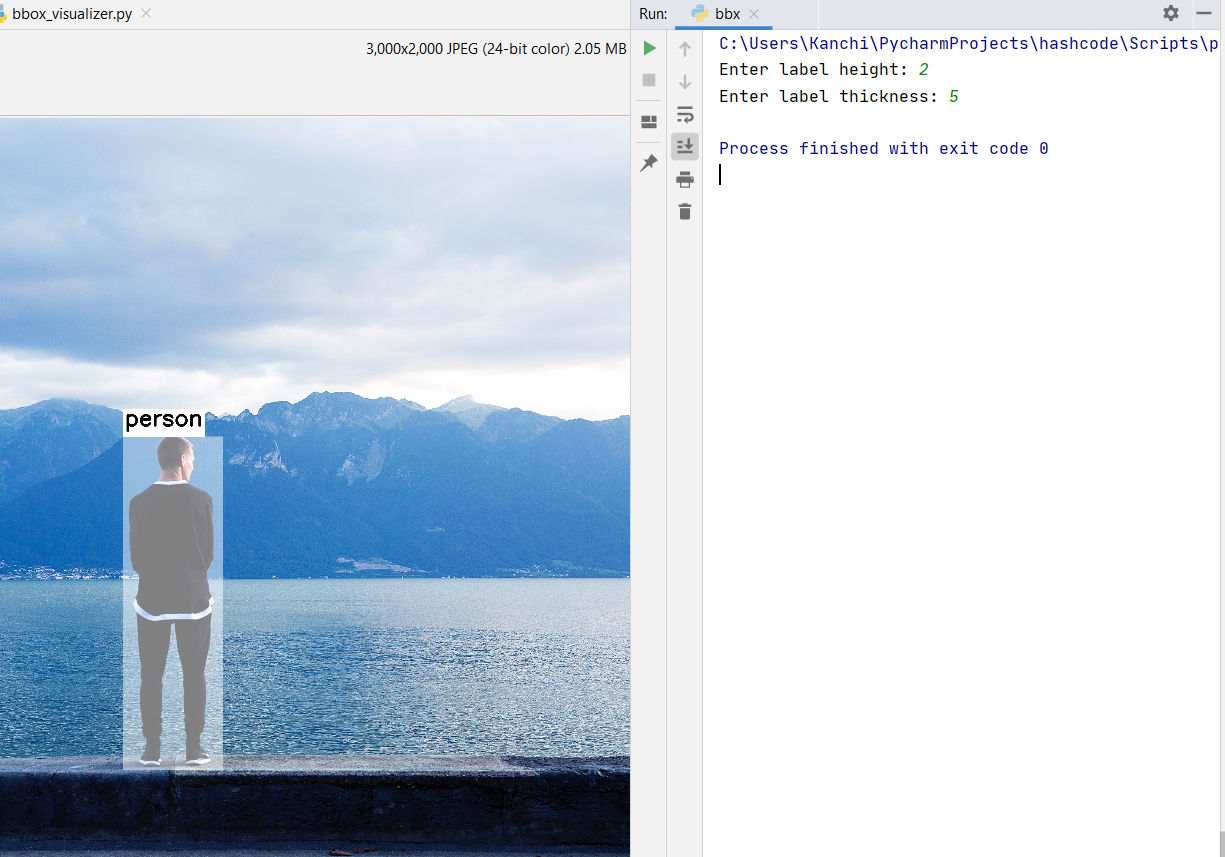 bbox_visualizer.py
3,000x2,000 JPEG (24-bit color) 2.05 MB
person
Run: bbx
C:\Users\Kanchi\PycharmProjects\hashcode\Scripts\p
Enter label height: 2
Enter label thickness: 5
Process finished with exit code 0